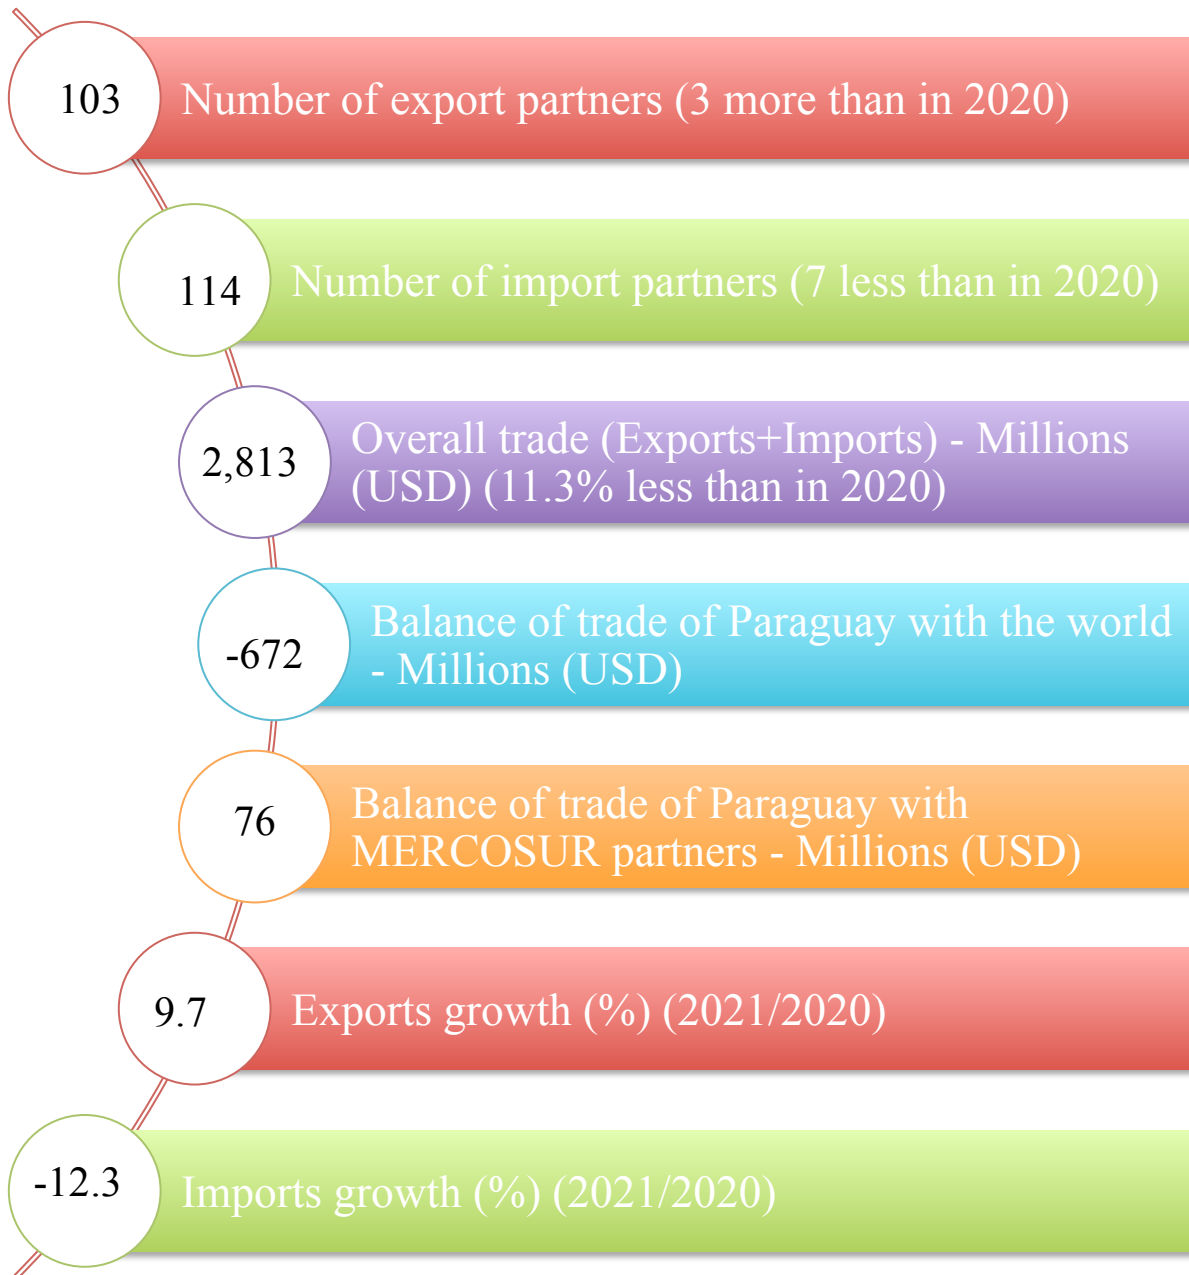 103
Number of export partners (3 more than in 2020)
114
Number of import partners (7 less than in 2020)
2,813
Overall trade (Exports+Imports) - Millions
(USD) (11.3% less than in 2020)
-672
Balance of trade of Paraguay with the world
- Millions (USD)
76
Balance of trade of Paraguay with
MERCOSUR partners - Millions (USD)
9.7
Exports growth (%) (2021/2020)
-12.3
Imports growth (%) (2021/2020)